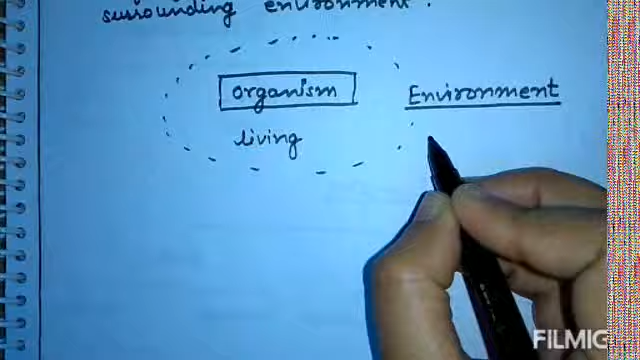 surrounding environment.
organism
Environment
living
FILMIG